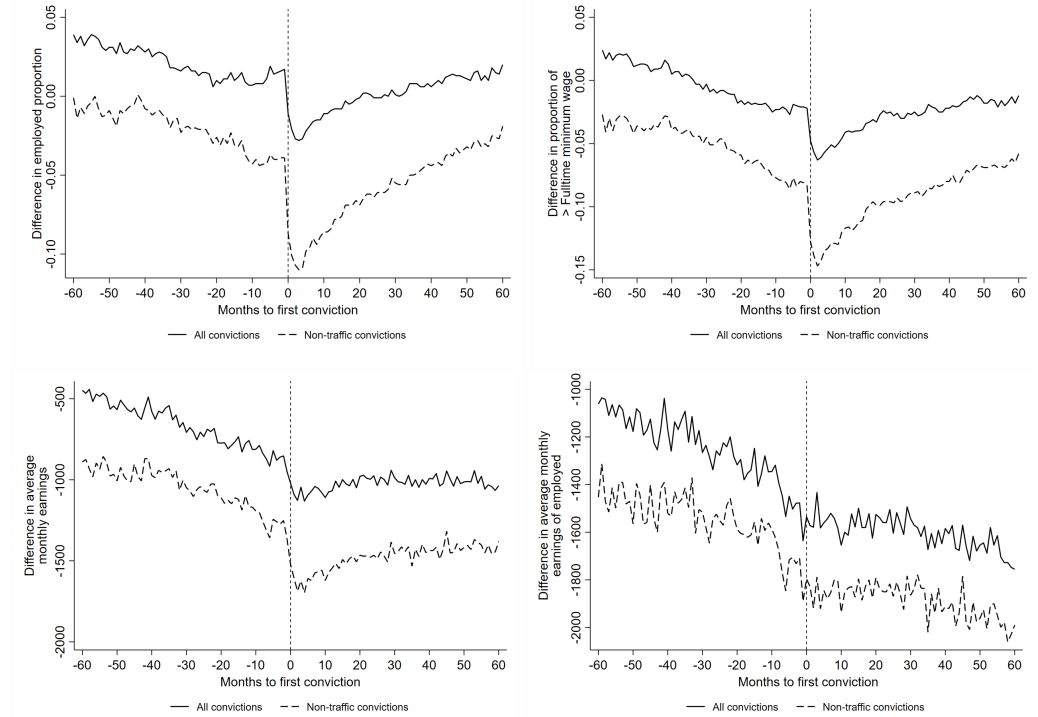 Difference in employed proportion
0.05
0.00
-0.05
-0.10
-60 -50 -40 -30 -20 -10 0 10 20 30 40 50 60
Months to first conviction
All convictions Non-traffic convictions
Difference in proportion of
> Fulltime minimum wage
0.05
0.00
-0.05
-0.10
-0.15
-60 -50 -40 -30 -20 -10 0 10 20 30 40 50 60
Months to first conviction
All convictions Non-traffic convictions
Difference in average
monthly earnings
-500
-1000
-1500
-2000
-60 -50 -40 -30 -20 -10 0 10 20 30 40 50 60
Months to first conviction
All convictions Non-traffic convictions
Difference in average monthly
earnings of employed
-1000
-1200
-1400
-1600
-1800
-2000
-60 -50 -40 -30 -20 -10 0 10 20 30 40 50 60
Months to first conviction
All convictions Non-traffic convictions